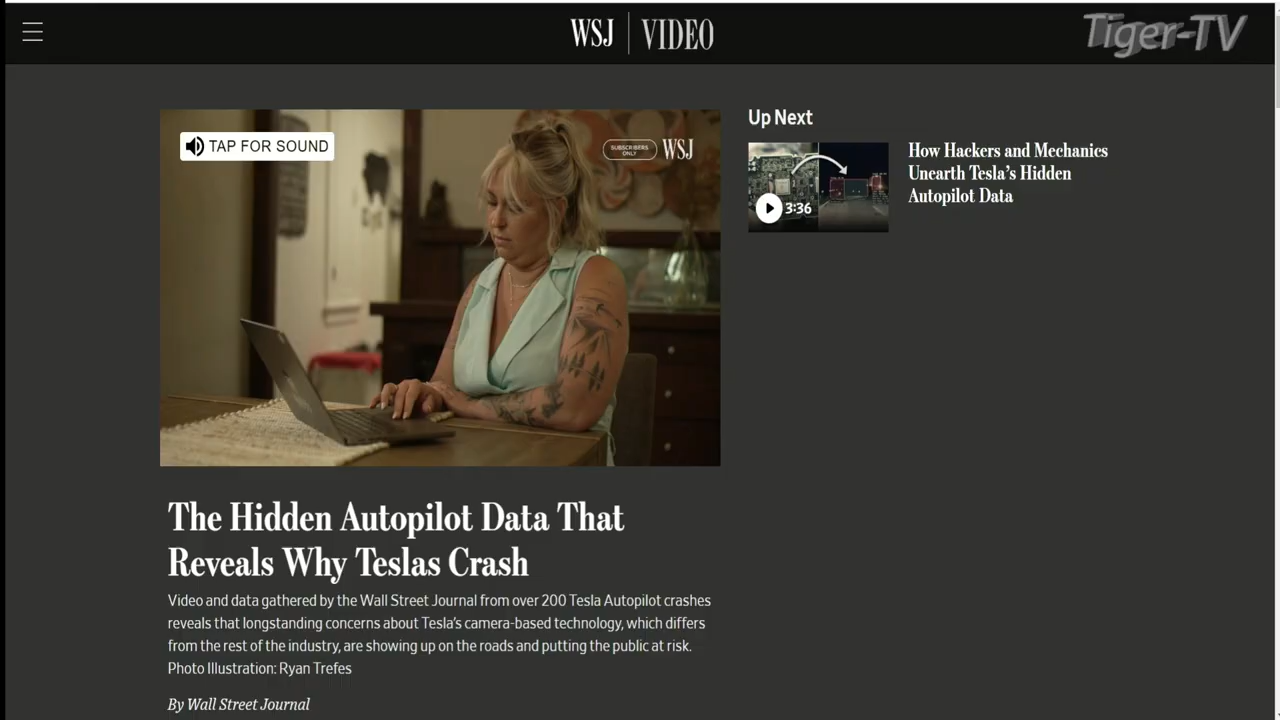 WSJ VIDEO
Tiger-TV
TAP FOR SOUND
SUBSCRIBERS
ONLY
WSJ
Up Next
3:36
How Hackers and Mechanics
Unearth Tesla's Hidden
Autopilot Data
The Hidden Autopilot Data That
Reveals Why Teslas Crash
Video and data gathered by the Wall Street Journal from over 200 Tesla Autopilot crashes
reveals that longstanding concerns about Tesla's camera-based technology, which differs
from the rest of the industry, are showing up on the roads and putting the public at risk.
Photo Illustration: Ryan Trefes
By Wall Street Journal